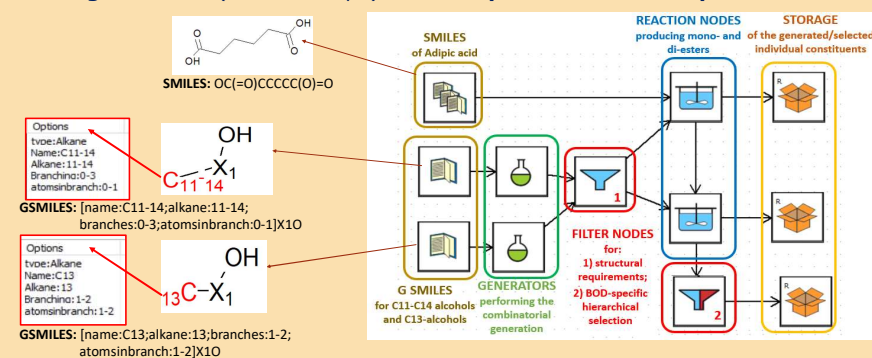 OH
O
O
OH
SMILES: OC(=O)CCCCC(O)=O
Options
type:Alkane
Name:C11-14
Alkane:11-14
Branching:0-3
atomsinbranch:0-1
OH
C11-14-X1
GSMILES: [name:C11-14;alkane:11-14;
branches:0-3;atomsinbranch:0-1]X1O
Options
type:Alkane
Name:C13
Alkane:13
Branching:1-2
atomsinbranch:1-2
OH
13C-X1
GSMILES: [name:C13;alkane:13;branches:1-2;
atomsinbranch:1-2]X1O
SMILES
of Adipic acid
REACTION NODES
producing mono- and
di-esters
STORAGE
of the generated/selected
individual constituents
R
1
R
G SMILES
for C11-C14 alcohols
and C13-alcohols
GENERATORS
performing the
combinatorial
generation
FILTER NODES
for:
1) structural
requirements;
2) BOD-specific
hierarchical
selection
2
R